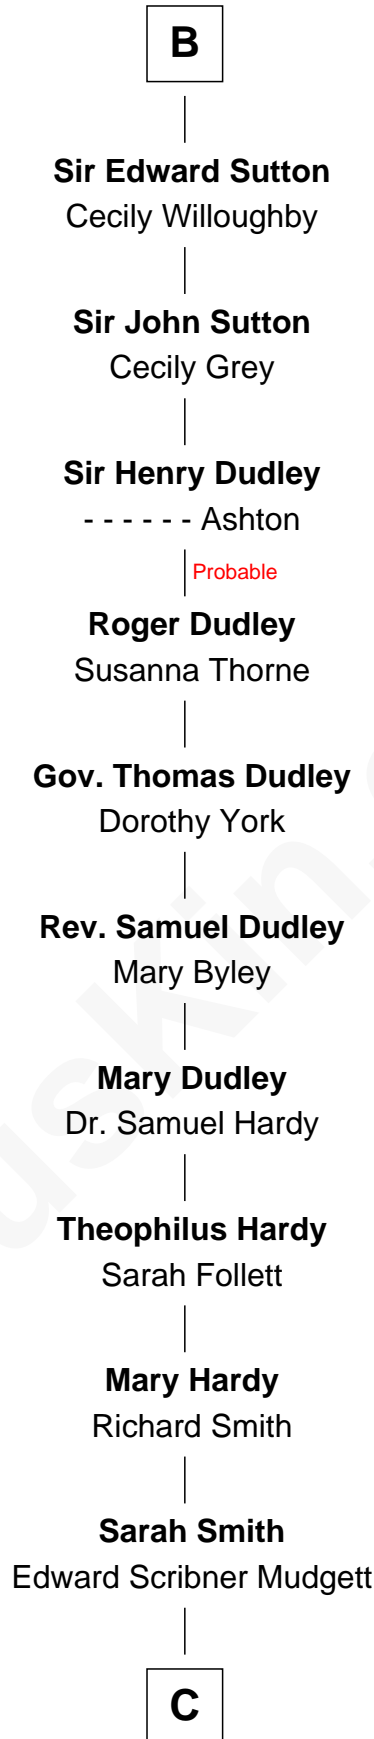 B
Sir Edward Sutton
Cecily Willoughby
Sir John Sutton
Cecily Grey
Sir Henry Dudley
- - - - - - Ashton
Probable
Roger Dudley
Susanna Thorne
Gov. Thomas Dudley
Dorothy York
Rev. Samuel Dudley
Mary Byley
Mary Dudley
Dr. Samuel Hardy
Theophilus Hardy
Sarah Follett
Mary Hardy
Richard Smith
Sarah Smith
Edward Scribner Mudgett
C